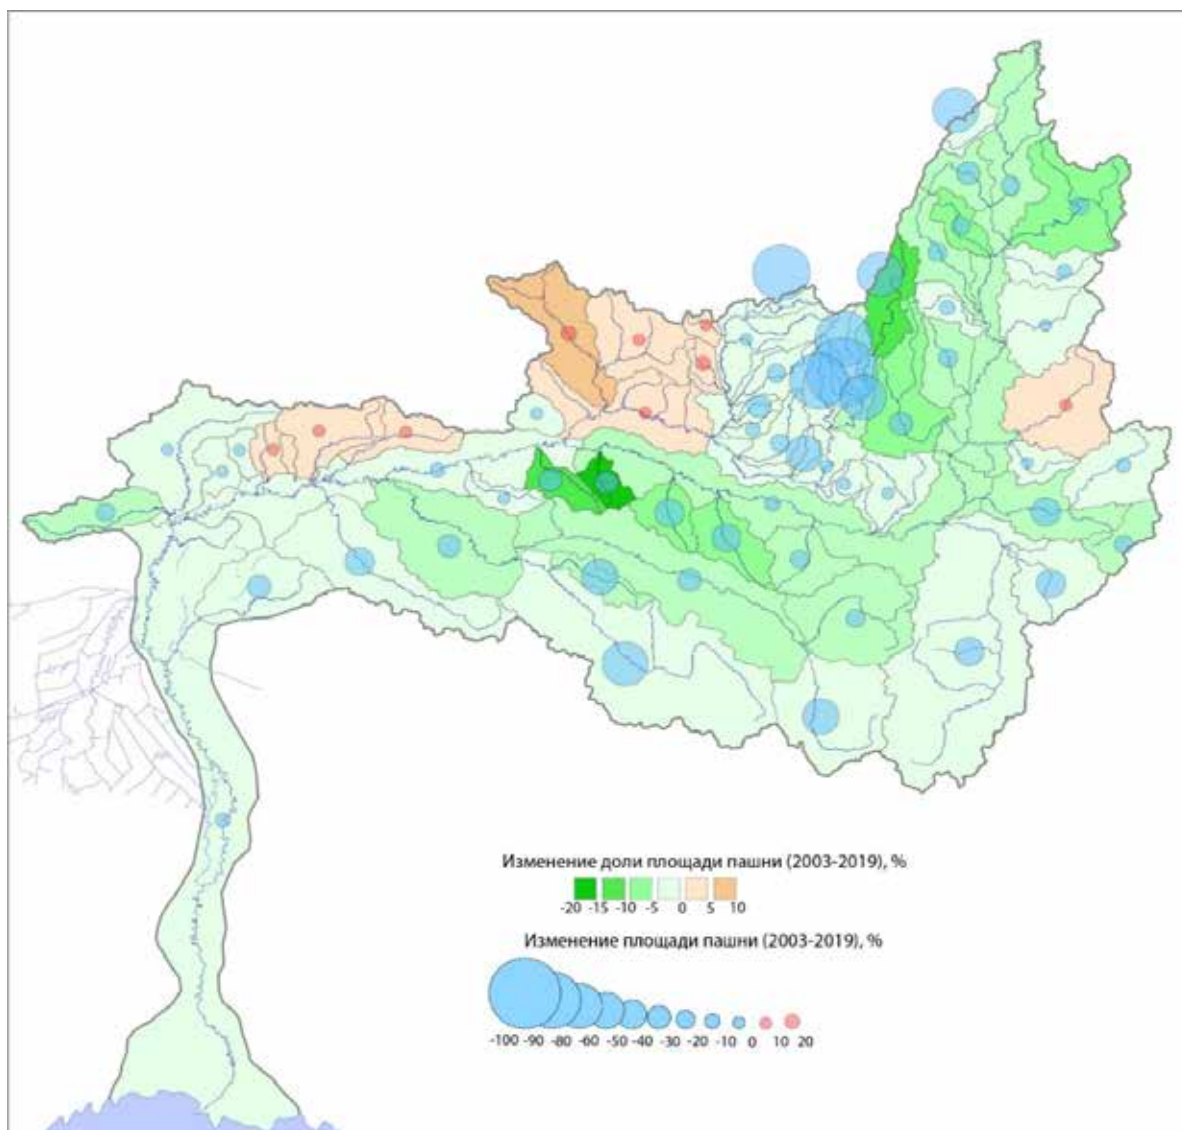 Изменение доли площади пашни (2003-2019), %
-20 -15 -10 -5 0 5 10
Изменение площади пашни (2003-2019), %
-100 -90 -80 -60 -50 -40 -30 -20 -10 0 10 20